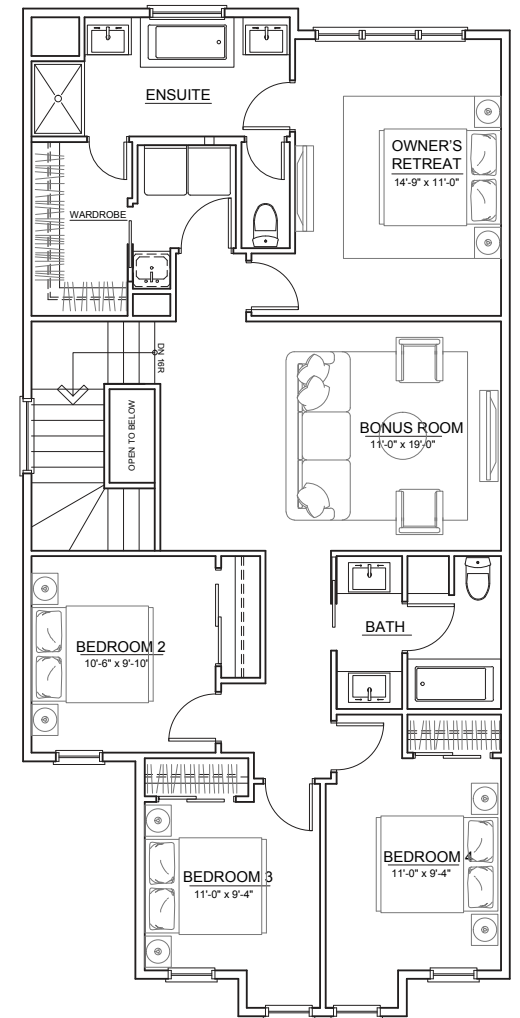 ENSUITE
OWNER'S
RETREAT
14'-9" x 11'-0"
WARDROBE
DN 16R
OPEN TO BELOW
BONUS ROOM
11'-0" x 19'-0"
BATH
BEDROOM 2
10'-6" x 9'-10'
BEDROOM 3
11'-0" x 9'-4"
BEDROOM 4
11'-0" x 9'-4"